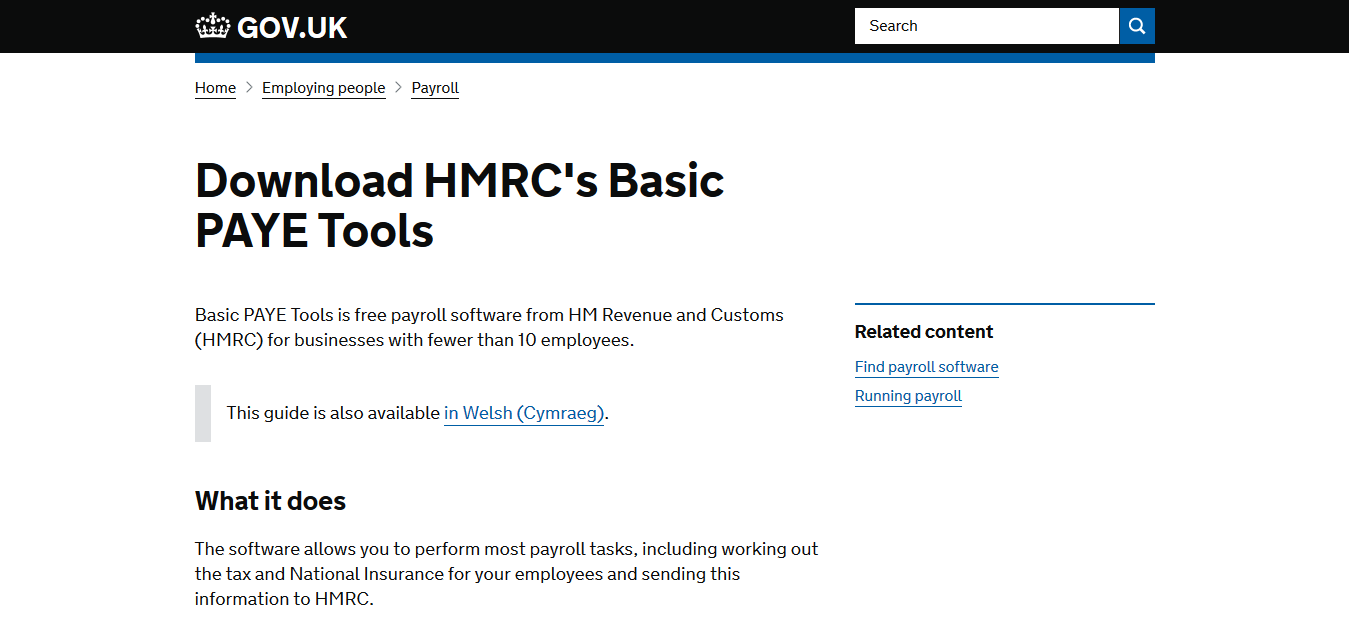 GOV.UK
Search
Home > Employing people > Payroll
Download HMRC's Basic
PAYE Tools
Basic PAYE Tools is free payroll software from HM Revenue and Customs
(HMRC) for businesses with fewer than 10 employees.
Related content
Find payroll software
Running payroll
This guide is also available in Welsh (Cymraeg).
What it does
The software allows you to perform most payroll tasks, including working out
the tax and National Insurance for your employees and sending this
information to HMRC.